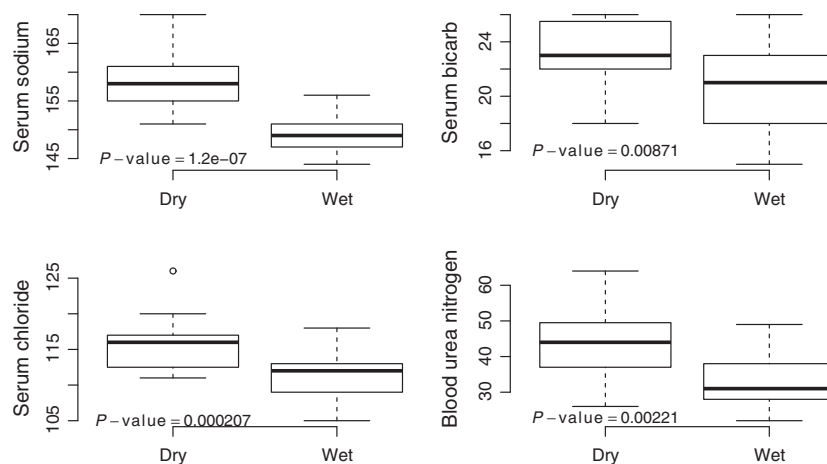 Serum sodium
165
155
145
P – value = 1.2e–07
Dry
Wet
Serum bicarb
24
20
16
P – value = 0.00871
Dry
Wet
Serum chloride
125
115
105
P – value = 0.000207
Dry
Wet
Blood urea nitrogen
60
50
40
30
P – value = 0.00221
Dry
Wet